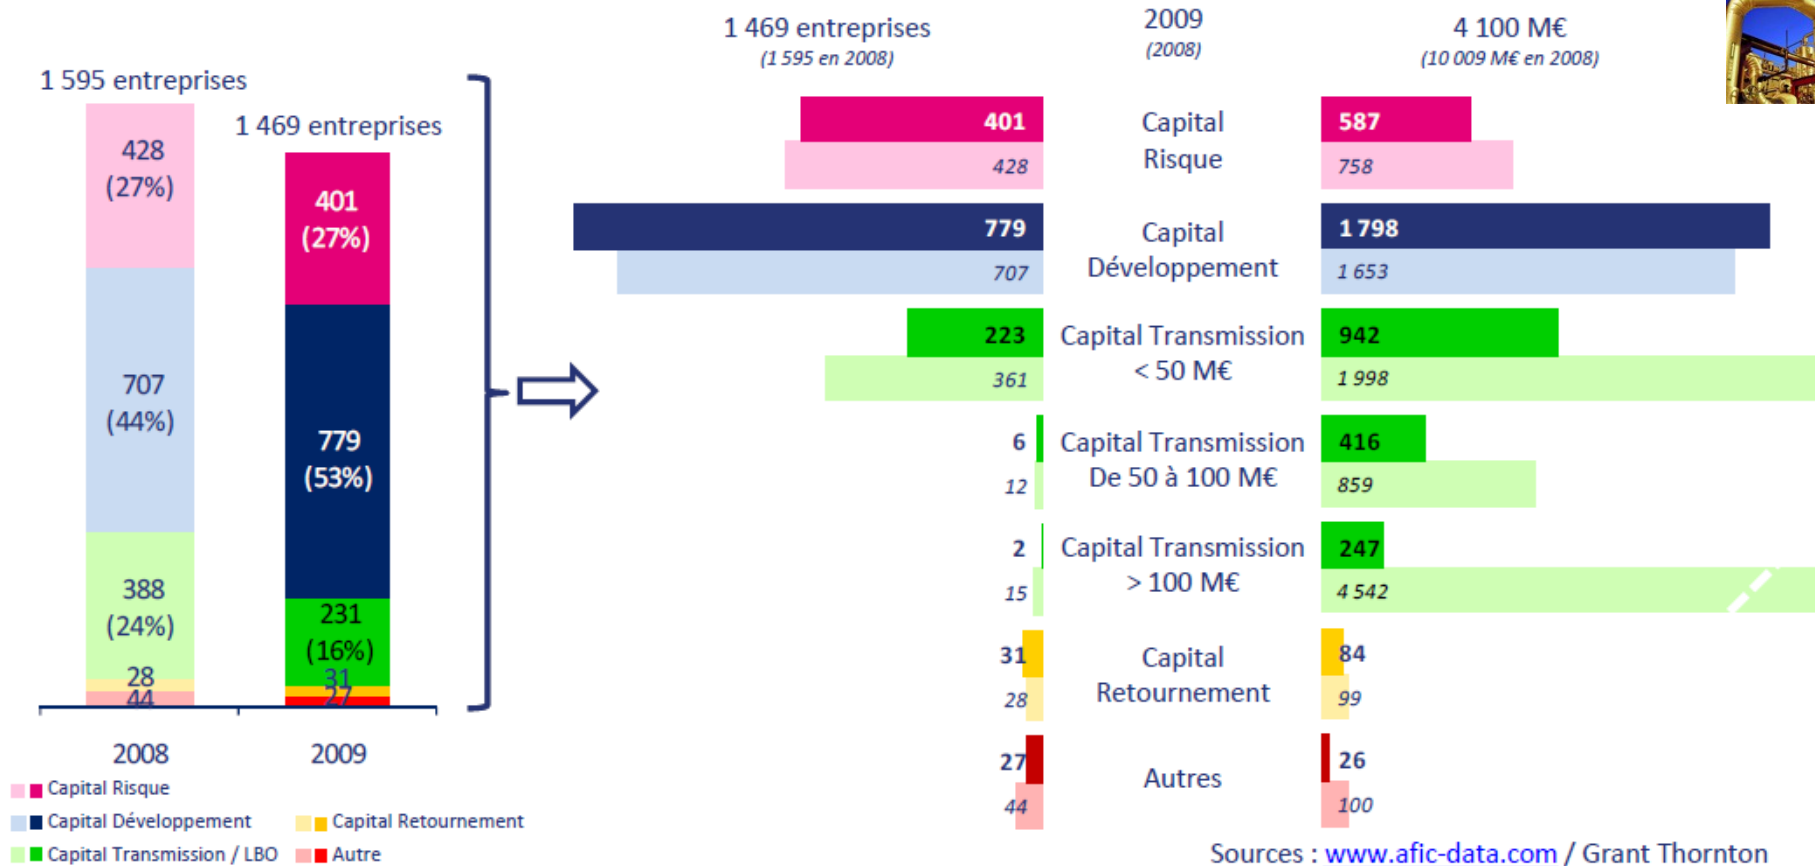 1 595 entreprises
428
(27%)
707
(44%)
388
(24%)
28
44
2008
1 469 entreprises
401
(27%)
779
(53%)
231
(16%)
31
27
2009
Capital Risque
Capital Développement
Capital Retournement
Capital Transmission / LBO
Autre
1 469 entreprises
(1 595 en 2008)
2009
(2008)
4 100 M€
(10 009 M€ en 2008)
401
428
Capital
Risque
587
758
779
707
Capital
Développement
1 798
1 653
223
361
Capital Transmission
< 50 M€
942
1 998
6
12
Capital Transmission
De 50 à 100 M€
416
859
2
15
Capital Transmission
> 100 M€
247
4 542
31
28
Capital
Retournement
84
99
27
44
Autres
26
100
Sources : www.afic-data.com / Grant Thornton